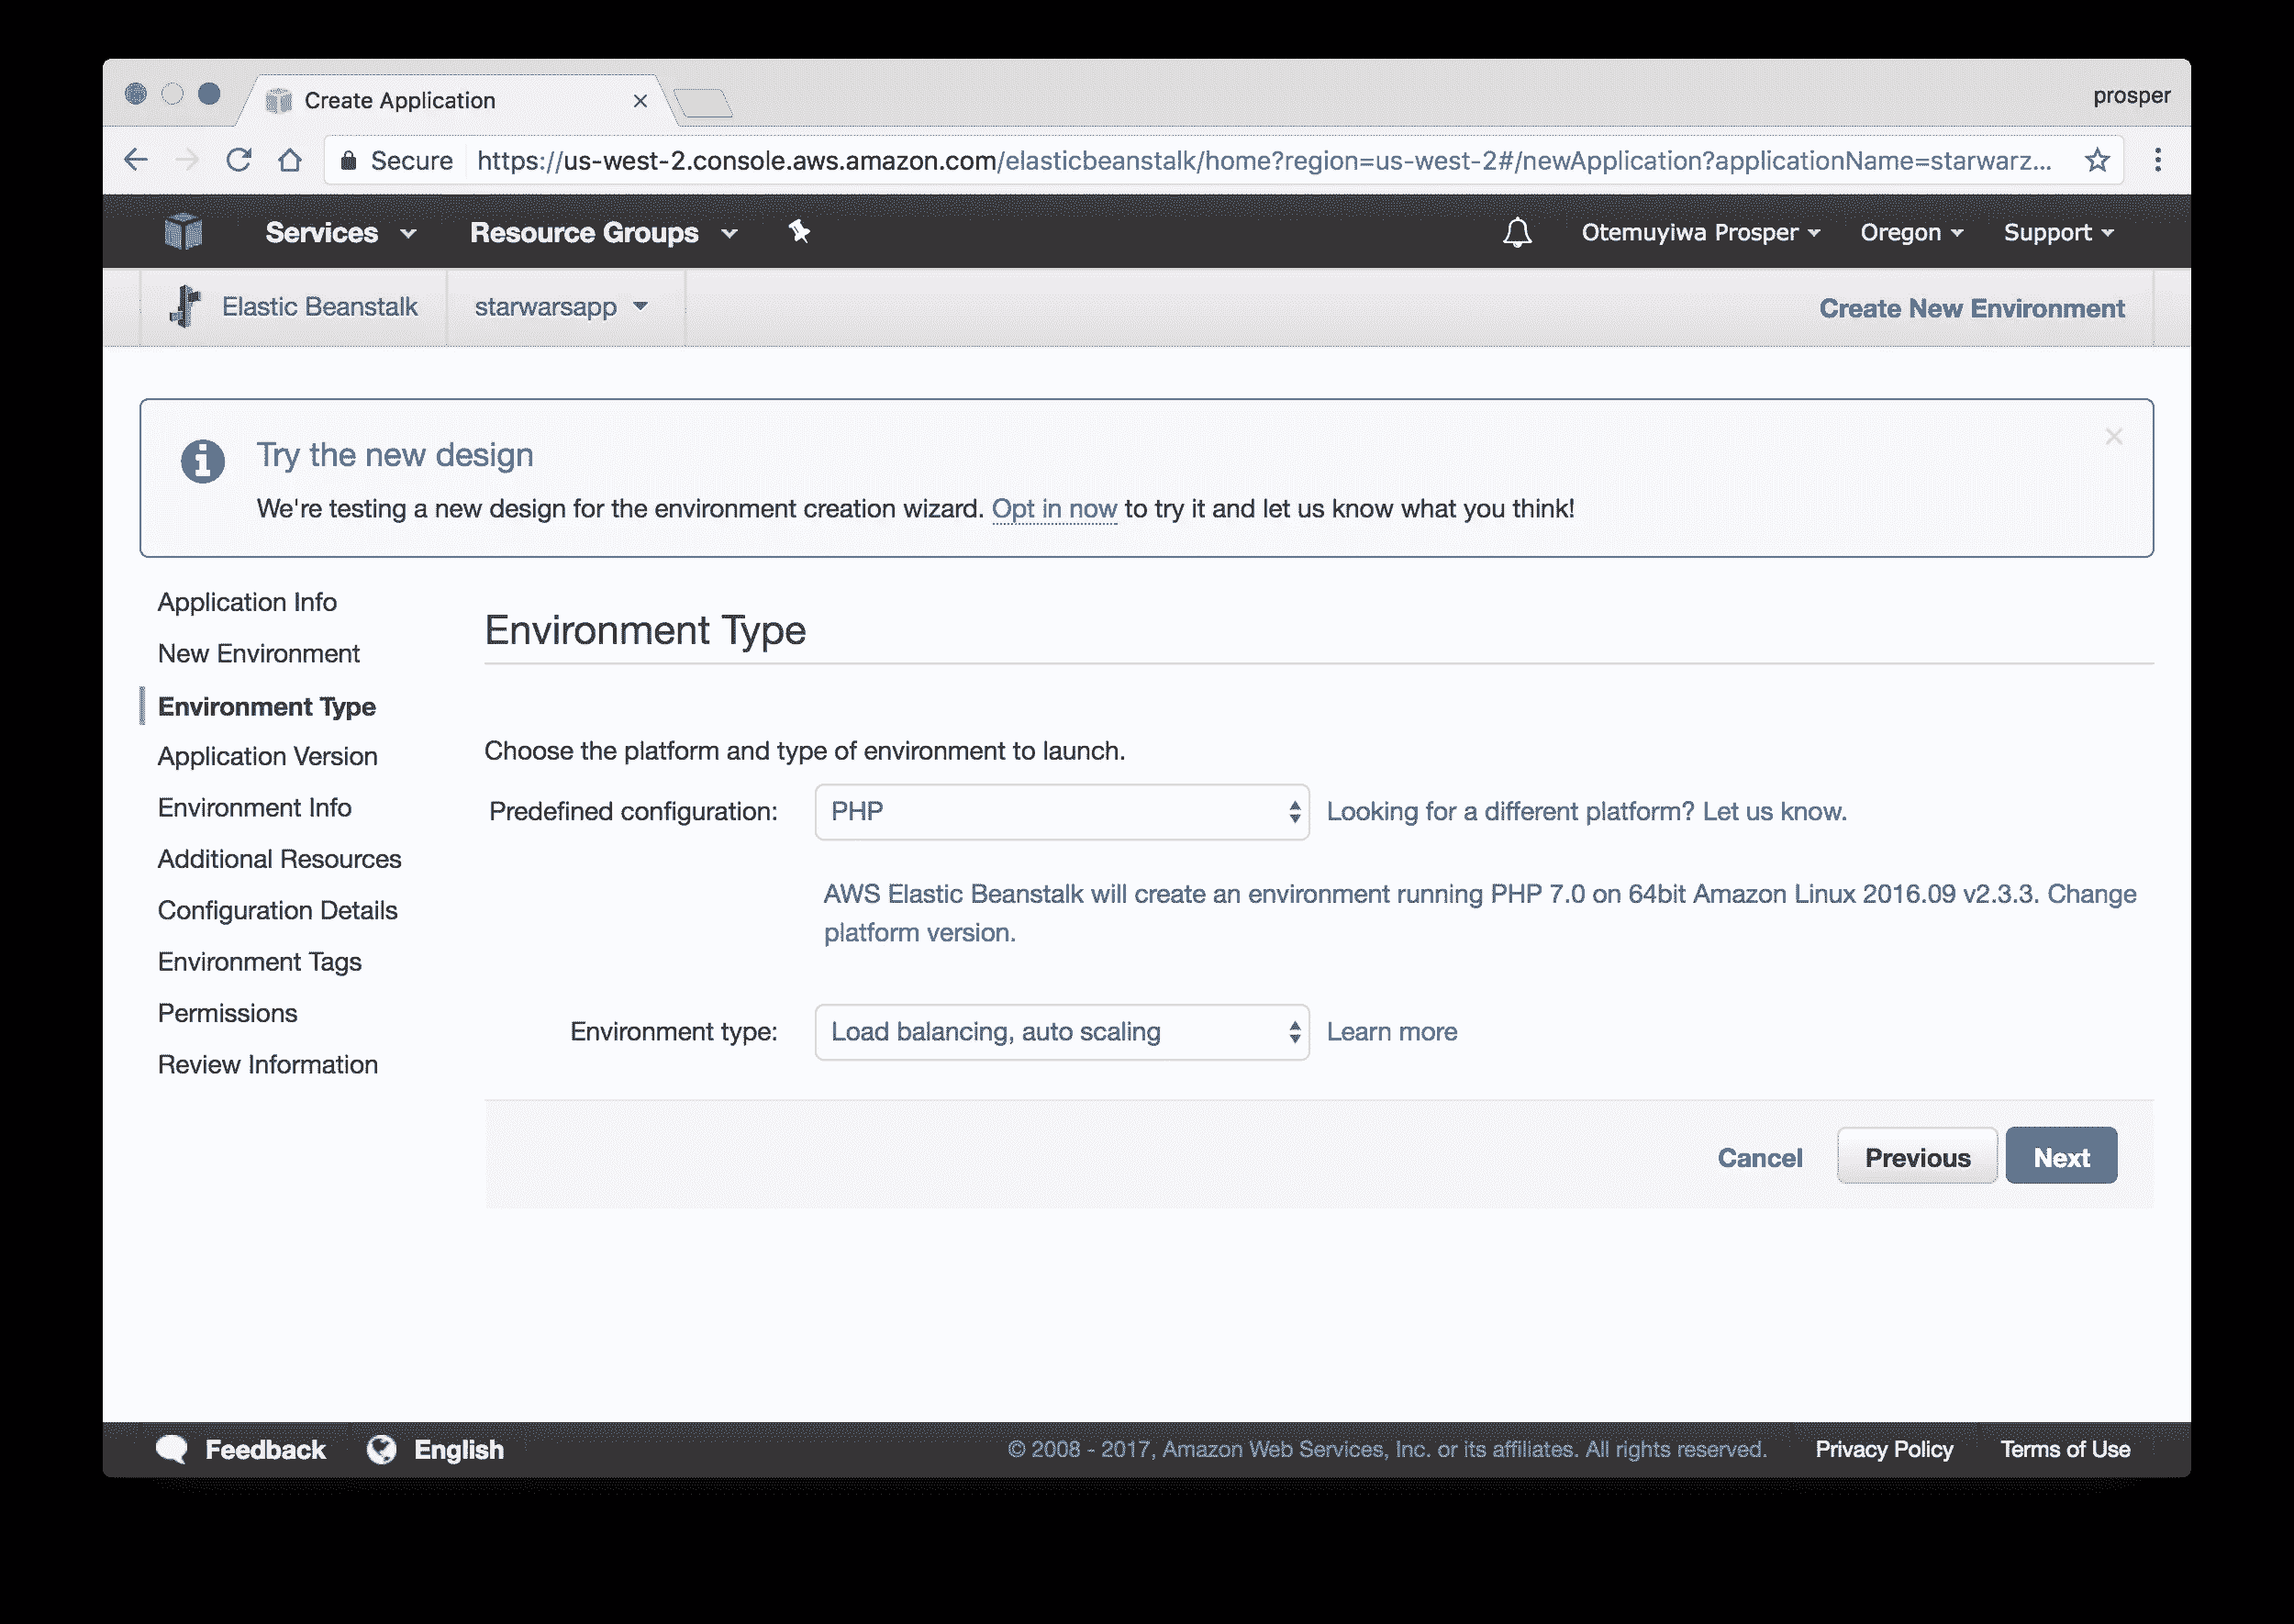 Create Application
prosper
Secure https://us-west-2.console.aws.amazon.com/elasticbeanstalk/home?region=us-west-2#/newApplication?applicationName=starwarz...
Services Resource Groups Otemuyiwa Prosper Oregon Support
Elastic Beanstalk starwarsapp Create New Environment
Try the new design
We're testing a new design for the environment creation wizard. Opt in now to try it and let us know what you think!
Application Info
New Environment
Environment Type
Application Version
Environment Info
Additional Resources
Configuration Details
Environment Tags
Permissions
Review Information
Environment Type
Choose the platform and type of environment to launch.
Predefined configuration: PHP Looking for a different platform? Let us know.
AWS Elastic Beanstalk will create an environment running PHP 7.0 on 64bit Amazon Linux 2016.09 v2.3.3. Change
platform version.
Environment type: Load balancing, auto scaling Learn more
Cancel Previous Next
Feedback English © 2008 - 2017, Amazon Web Services, Inc. or its affiliates. All rights reserved. Privacy Policy Terms of Use